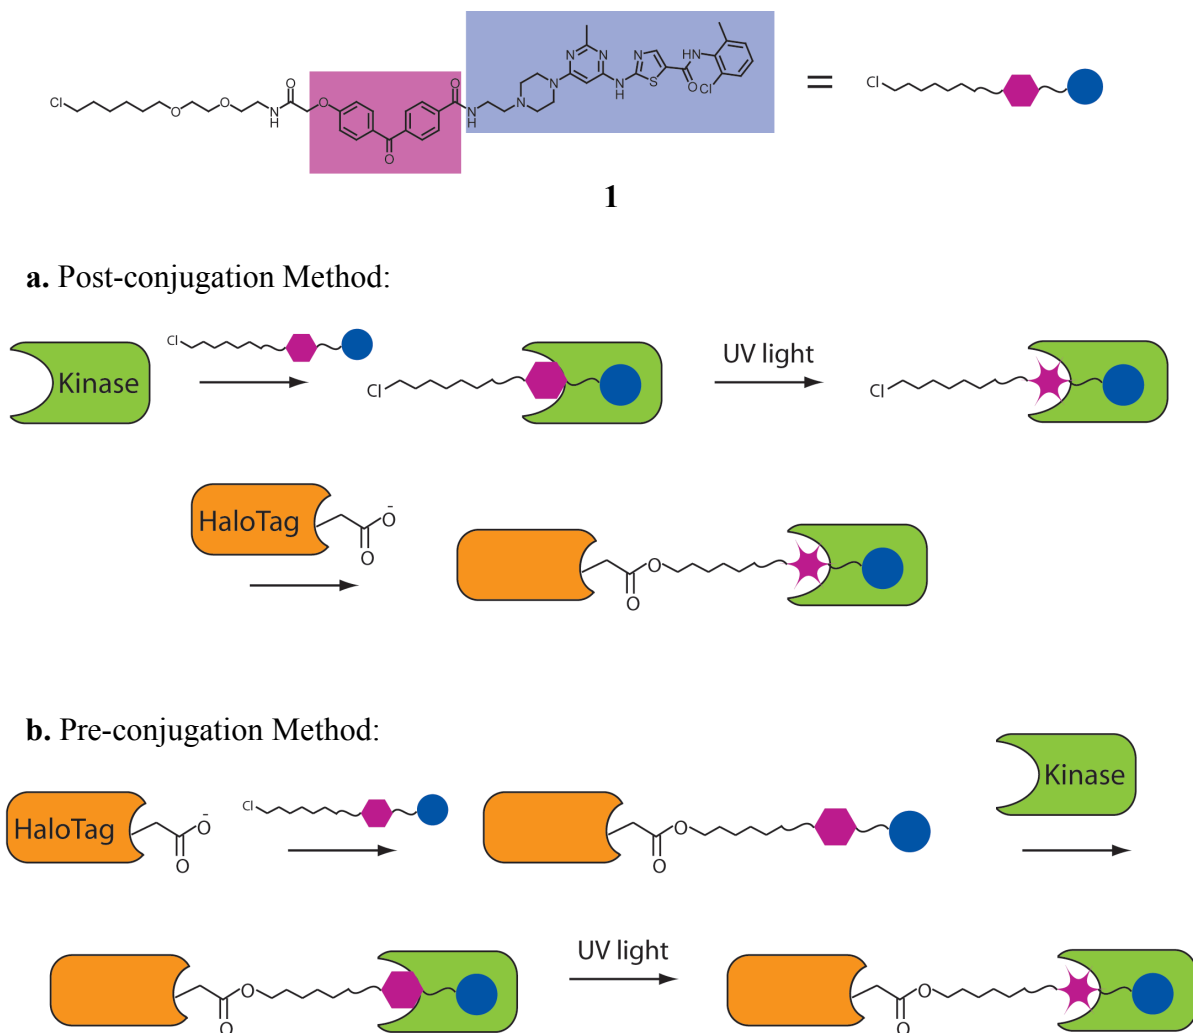 Cl
O
O
N
H
O
O
O
O
N
H
N
N
N
N
N
H
N
S
O
HN
Cl
=
Cl
1
a. Post-conjugation Method:
Kinase
Cl
Cl
UV light
Cl
HaloTag
O
-
O
O
O
b. Pre-conjugation Method:
HaloTag
O
-
O
Cl
O
O
Kinase
O
O
UV light
O
O